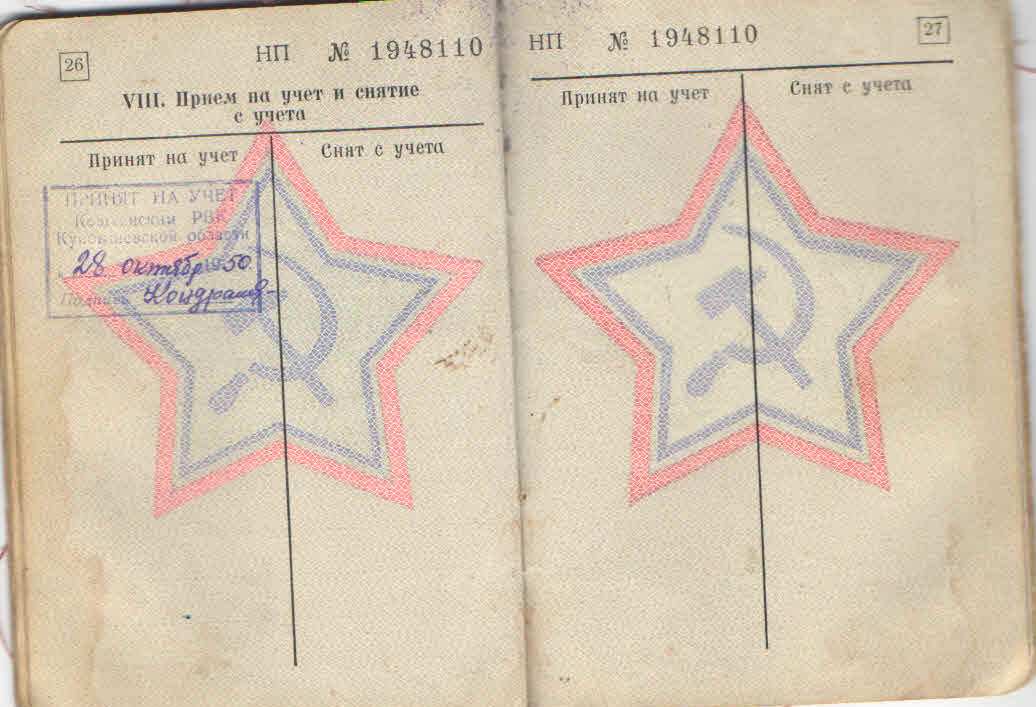 26
НП № 1948110
VIII. Прием на учет и снятие
с учета
Принят на учет
Снят с учета
ПРИНЯТ НА УЧЕТ
РВК
Куйбышевской области
28 октября 1950
Подпись
НП № 1948110
27
Принят на учет
Снят с учета